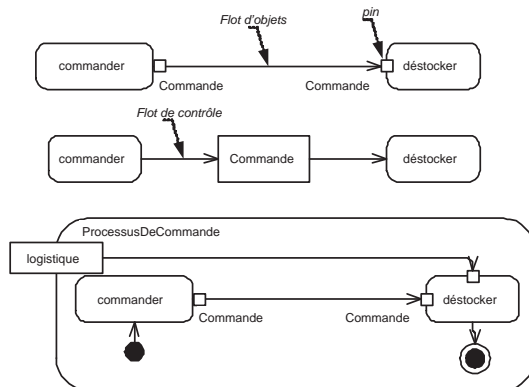 Flot d'objets
pin
commander
déstocker
Commande
Commande
Flot de contrôle
commander
Commande
déstocker
ProcessusDeCommande
logistique
commander
déstocker
Commande
Commande